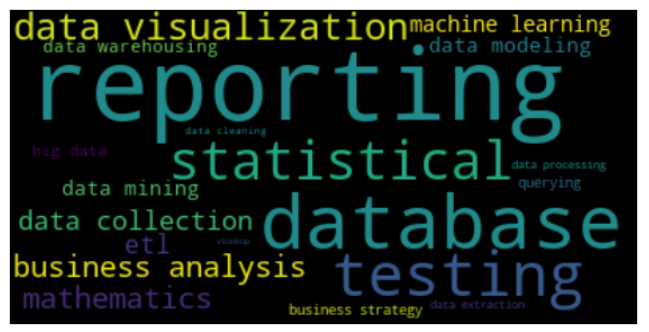 data visualization
machine learning
data warehousing
data modeling
reporting
data cleaning
big data
statistical
data processing
data mining
querying
data collection
database
etl
vlookup
business analysis
testing
mathematics
business strategy
data extraction